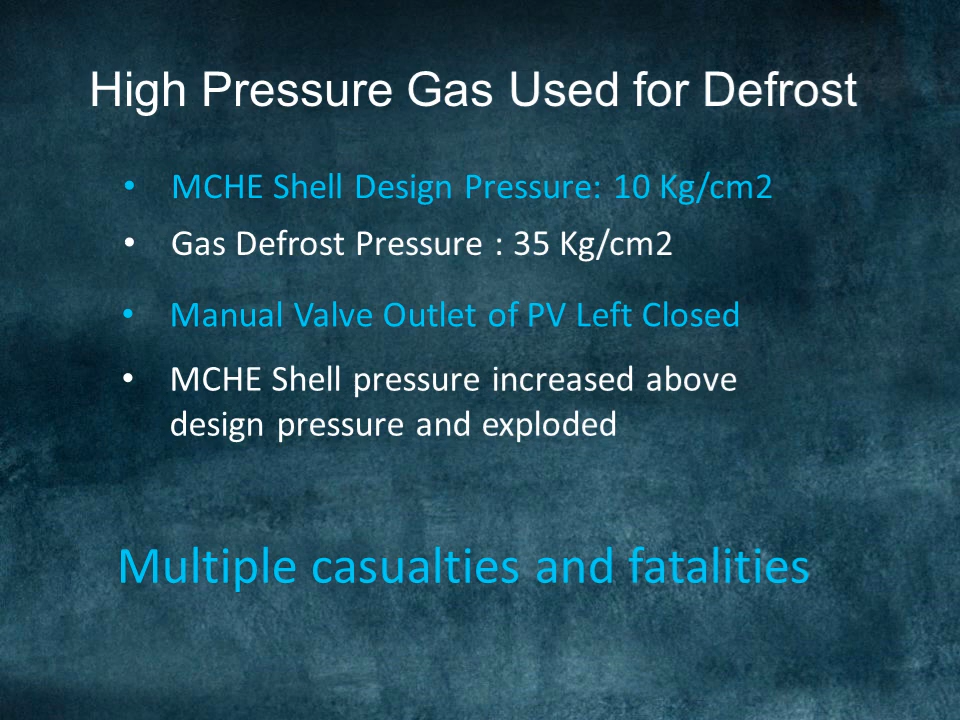 High Pressure Gas Used for Defrost
• MCHE Shell Design Pressure: 10 Kg/cm2
• Gas Defrost Pressure : 35 Kg/cm2
• Manual Valve Outlet of PV Left Closed
• MCHE Shell pressure increased above
design pressure and exploded
Multiple casualties and fatalities